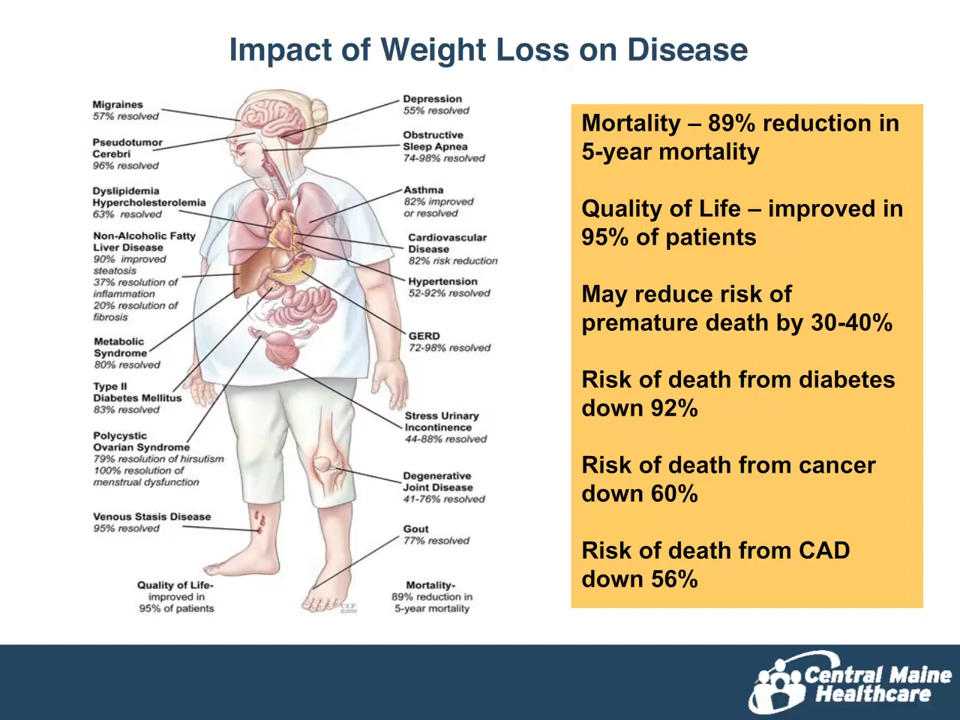 Impact of Weight Loss on Disease
Migraines
57% resolved
Pseudotumor
Cerebri
96% resolved
Dyslipidemia
Hypercholesterolemia
63% resolved
Non-Alcoholic Fatty
Liver Disease
90% improved
steatosis
37% resolution of
inflammation
20% resolution of
fibrosis
Metabolic
Syndrome
80% resolved
Type II
Diabetes Mellitus
83% resolved
Polycystic
Ovarian Syndrome
79% resolution of hirsutism
100% resolution of
menstrual dysfunction
Venous Stasis Disease
95% resolved
Quality of Life-
improved in
95% of patients
Depression
55% resolved
Obstructive
Sleep Apnea
74-98% resolved
Asthma
82% improved
or resolved
Cardiovascular
Disease
82% risk reduction
Hypertension
52-92% resolved
GERD
72-98% resolved
Stress Urinary
Incontinence
44-88% resolved
Degenerative
Joint Disease
41-76% resolved
Gout
77% resolved
Mortality-
89% reduction in
5-year mortality
Mortality – 89% reduction in
5-year mortality
Quality of Life – improved in
95% of patients
May reduce risk of
premature death by 30-40%
Risk of death from diabetes
down 92%
Risk of death from cancer
down 60%
Risk of death from CAD
down 56%
Central Maine
Healthcare